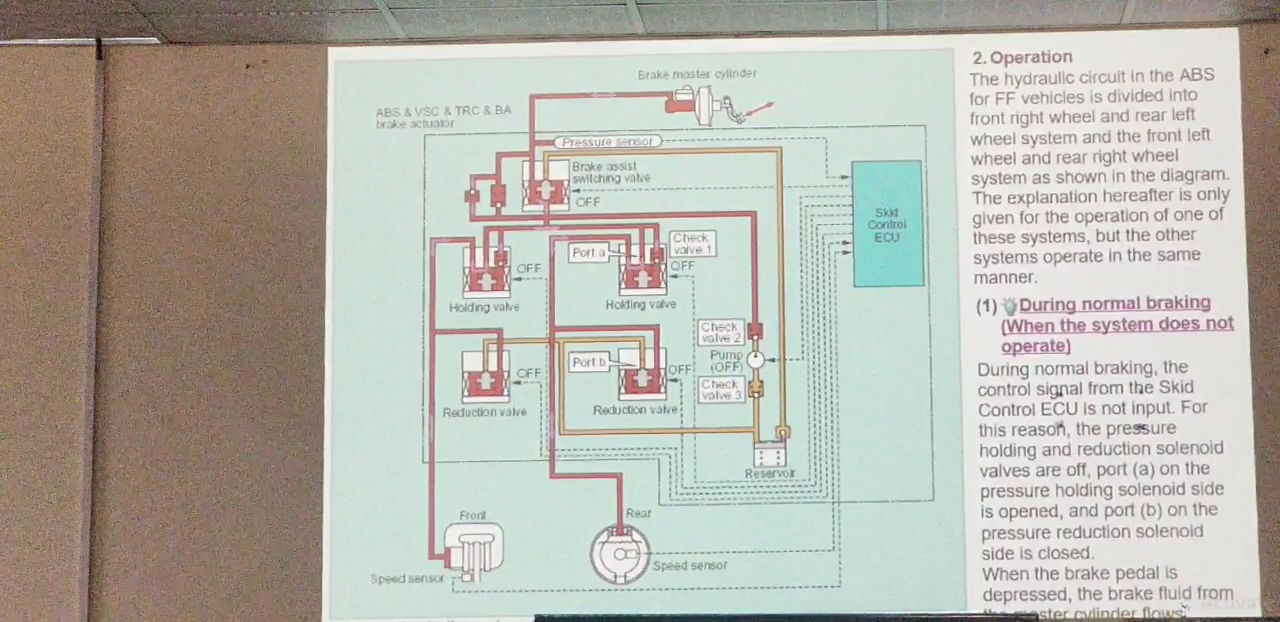 Brake master cylinder
ABS & VSC & TRC & BA
brake actuator
Pressure sensor
Brake assist
switching valve
OFF
Skid
Control
ECU
Port a
Check
valve 1
OFF
OFF
Holding valve
Holding valve
Check
valve 2
Pump
(OFF)
Port b
OFF
OFF
Check
valve 3
Reduction valve
Reduction valve
Reservoir
Front
Rear
Speed sensor
Speed sensor
2. Operation
The hydraulic circuit in the ABS
for FF vehicles is divided into
front right wheel and rear left
wheel system and the front left
wheel and rear right wheel
system as shown in the diagram.
The explanation hereafter is only
given for the operation of one of
these systems, but the other
systems operate in the same
manner.
(1) During normal braking
(When the system does not
operate)
During normal braking, the
control signal from the Skid
Control ECU is not input. For
this reason, the pressure
holding and reduction solenoid
valves are off, port (a) on the
pressure holding solenoid side
is opened, and port (b) on the
pressure reduction solenoid
side is closed.
When the brake pedal is
depressed, the brake fluid from
the master cylinder flows